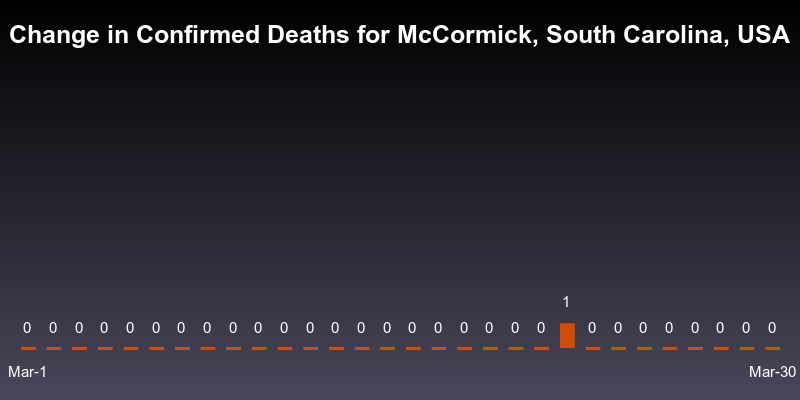 Change in Confirmed Deaths for McCormick, South Carolina, USA
1
0 0 0 0 0 0 0 0 0 0 0 0 0 0 0 0 0 0 0 0 0 0 0 0 0 0 0 0 0
Mar-1 Mar-30